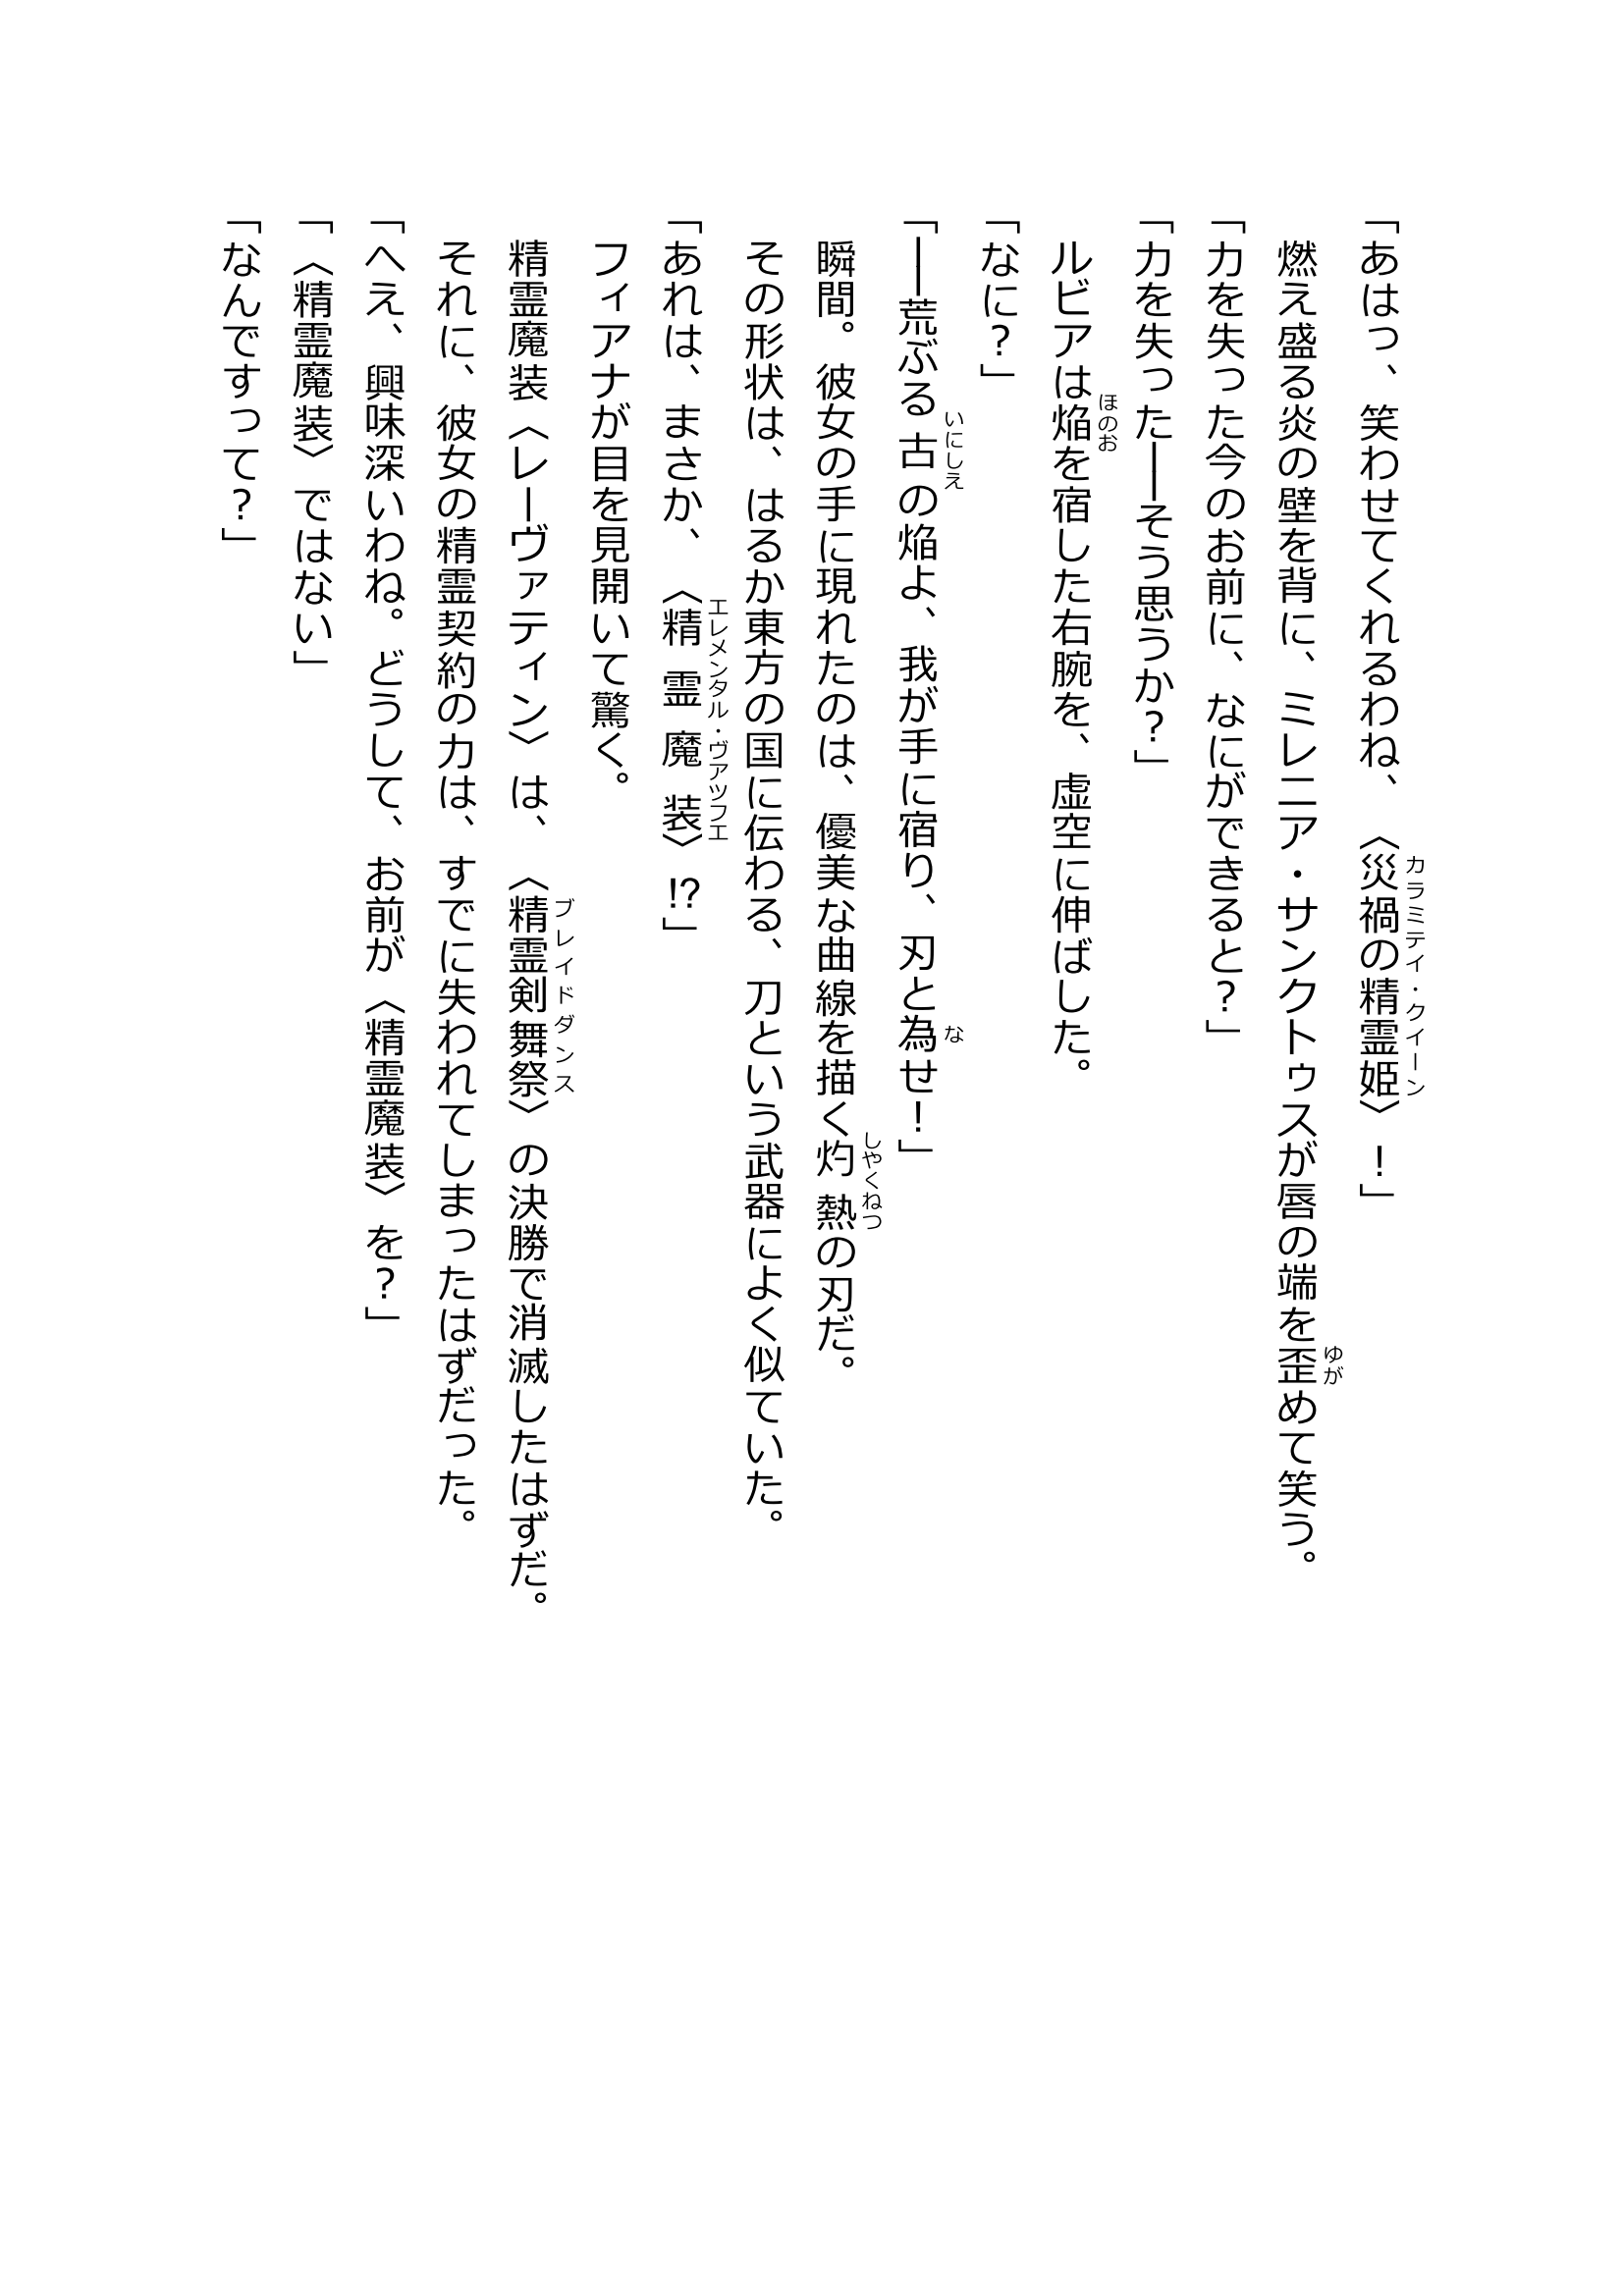 「あはっ、笑わせてくれるわね、〈災禍の精霊姫〉！」
カラミテイ・クイーン
燃え盛る炎の壁を背に、ミレニア・サンクトゥスが唇の端を歪めて笑う。
ゆが
「力を失った今のお前に、なにができると？」
「力を失った――そう思うか？」
ルビアは焔を宿した右腕を、虚空に伸ばした。
ほのお
「なに？」
「――荒ぶる古の焔よ、我が手に宿り、刃と為せ！」
いにしえ
な
瞬間。彼女の手に現れたのは、優美な曲線を描く灼熱の刃だ。
しやくねつ
その形状は、はるか東方の国に伝わる、刀という武器によく似ていた。
「あれは、まさか、〈精霊魔装〉!?」
エレメンタル・ヴアツフエ
フィアナが目を見開いて驚く。
精霊魔装〈レーヴァティン〉は、〈精霊剣舞祭〉の決勝で消滅したはずだ。
ブレイドダンス
それに、彼女の精霊契約の力は、すでに失われてしまったはずだった。
「へえ、興味深いわね。どうして、お前が〈精霊魔装〉を？」
「〈精霊魔装〉ではない」
「なんですって？」